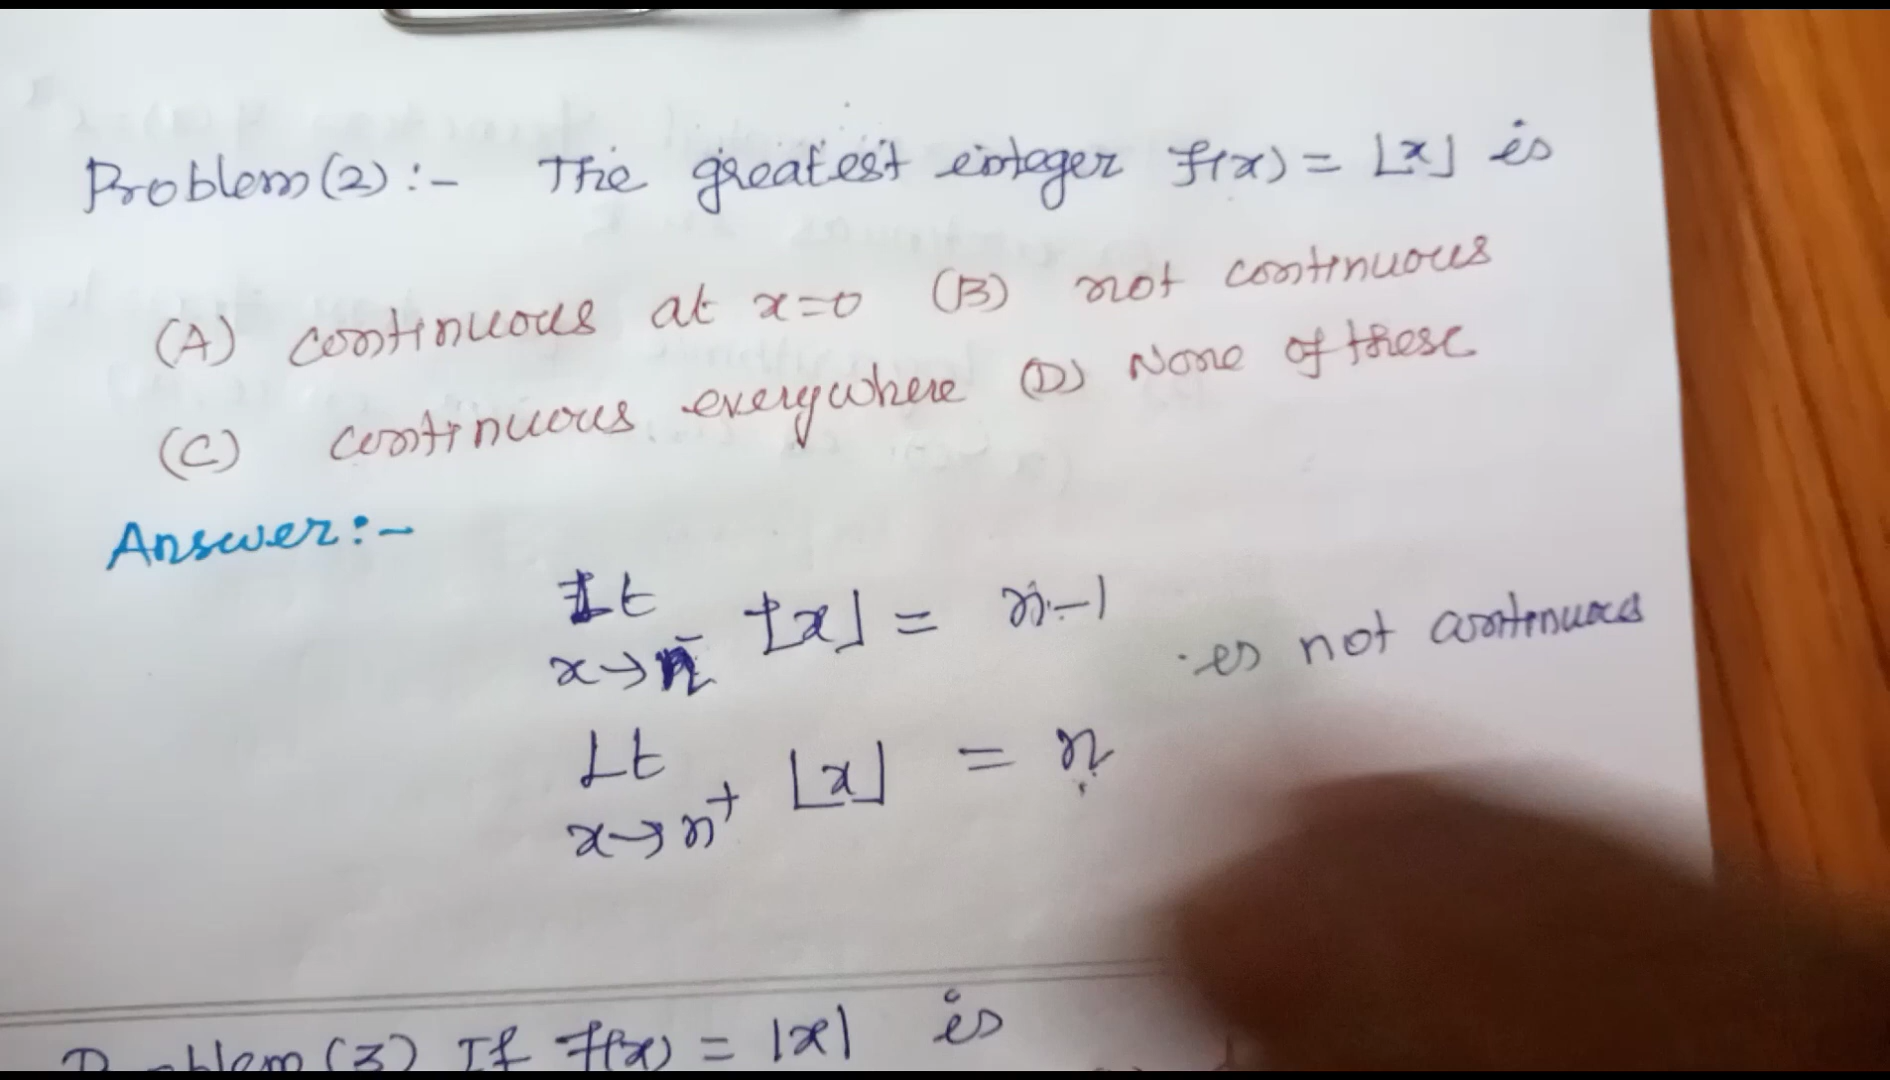 Problem (2) :- The greatest integer f(x) = ⌊x⌋ is
(A) continuous at x=0 (B) not continuous
(C) continuous everywhere (D) None of these
Answer :-
Lt x→n⁻ ⌊x⌋ = n-1
is not continuous
Lt x→n⁺ ⌊x⌋ = n
Problem (3) If f(x) = |x| is